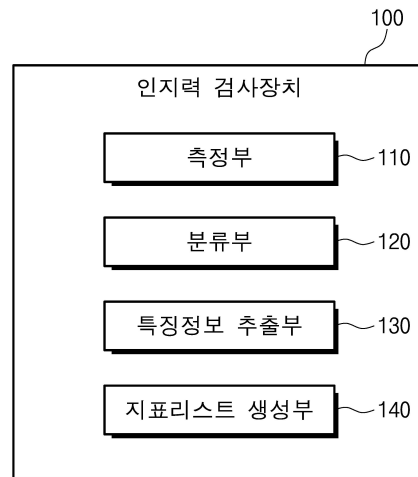 100
인지력 검사장치
측정부 110
분류부 120
특징정보 추출부 130
지표리스트 생성부 140